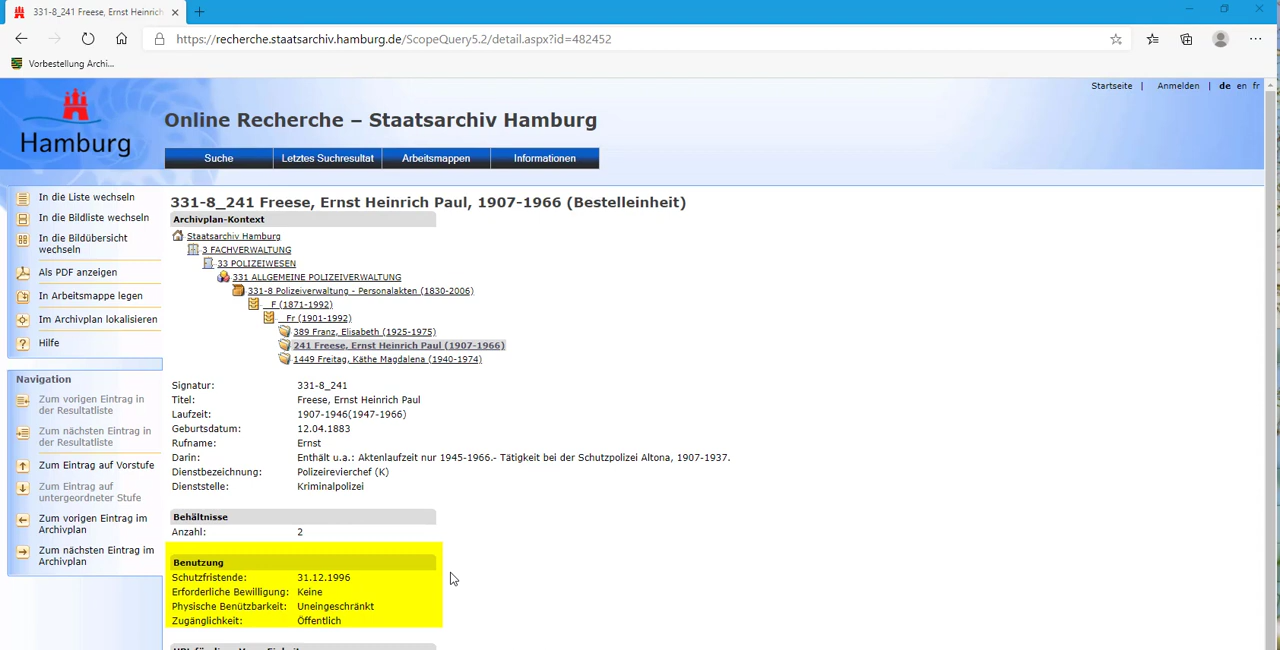 331-8_241 Freese, Ernst Heinrich
https://recherche.staatsarchiv.hamburg.de/ScopeQuery5.2/detail.aspx?id=482452
Vorbestellung Archi...
Startseite | Anmelden | de en fr
Hamburg
Online Recherche – Staatsarchiv Hamburg
Suche Letztes Suchresultat Arbeitsmappen Informationen
In die Liste wechseln
In die Bildliste wechseln
In die Bildübersicht
wechseln
Als PDF anzeigen
In Arbeitsmappe legen
Im Archivplan lokalisieren
Hilfe
Navigation
Zum vorigen Eintrag in
der Resultatliste
Zum nächsten Eintrag in
der Resultatliste
Zum Eintrag auf Vorstufe
Zum Eintrag auf
untergeordneter Stufe
Zum vorigen Eintrag im
Archivplan
Zum nächsten Eintrag im
Archivplan
331-8_241 Freese, Ernst Heinrich Paul, 1907-1966 (Bestelleinheit)
Archivplan-Kontext
Staatsarchiv Hamburg
3 FACHVERWALTUNG
33 POLIZEIWESEN
331 ALLGEMEINE POLIZEIVERWALTUNG
331-8 Polizeiverwaltung - Personalakten (1830-2006)
F (1871-1992)
Fr (1901-1992)
389 Franz, Elisabeth (1925-1975)
241 Freese, Ernst Heinrich Paul (1907-1966)
1449 Freitag, Käthe Magdalena (1940-1974)
Signatur: 331-8_241
Titel: Freese, Ernst Heinrich Paul
Laufzeit: 1907-1946(1947-1966)
Geburtsdatum: 12.04.1883
Rufname: Ernst
Darin: Enthält u.a.: Aktenlaufzeit nur 1945-1966.- Tätigkeit bei der Schutzpolizei Altona, 1907-1937.
Dienstbezeichnung: Polizeirevierchef (K)
Dienststelle: Kriminalpolizei
Behältnisse
Anzahl: 2
Benutzung
Schutzfristende: 31.12.1996
Erforderliche Bewilligung: Keine
Physische Benützbarkeit: Uneingeschränkt
Zugänglichkeit: Öffentlich